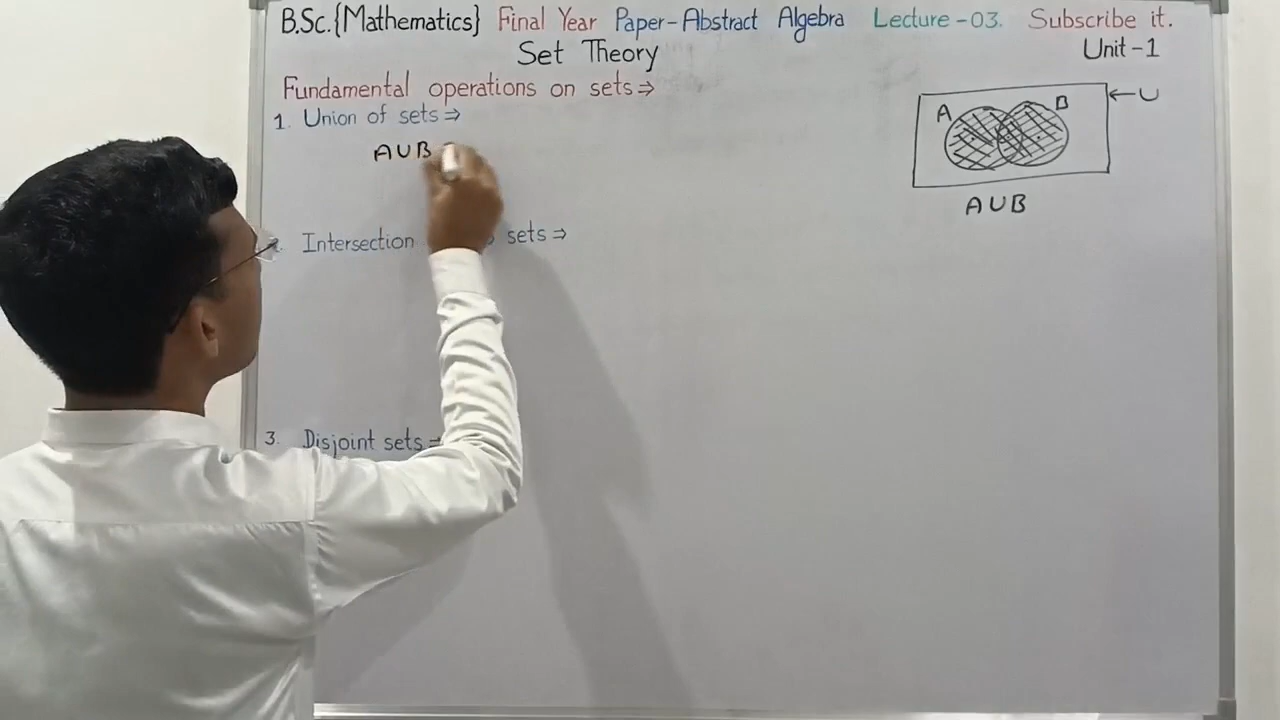 B.Sc.{Mathematics} Final Year Paper-Abstract Algebra Lecture-03. Subscribe it.
Set Theory Unit-1
Fundamental operations on sets ⇒
1. Union of sets ⇒
A∪B
2. Intersection sets ⇒
3. Disjoint sets
A B ← U
A∪B